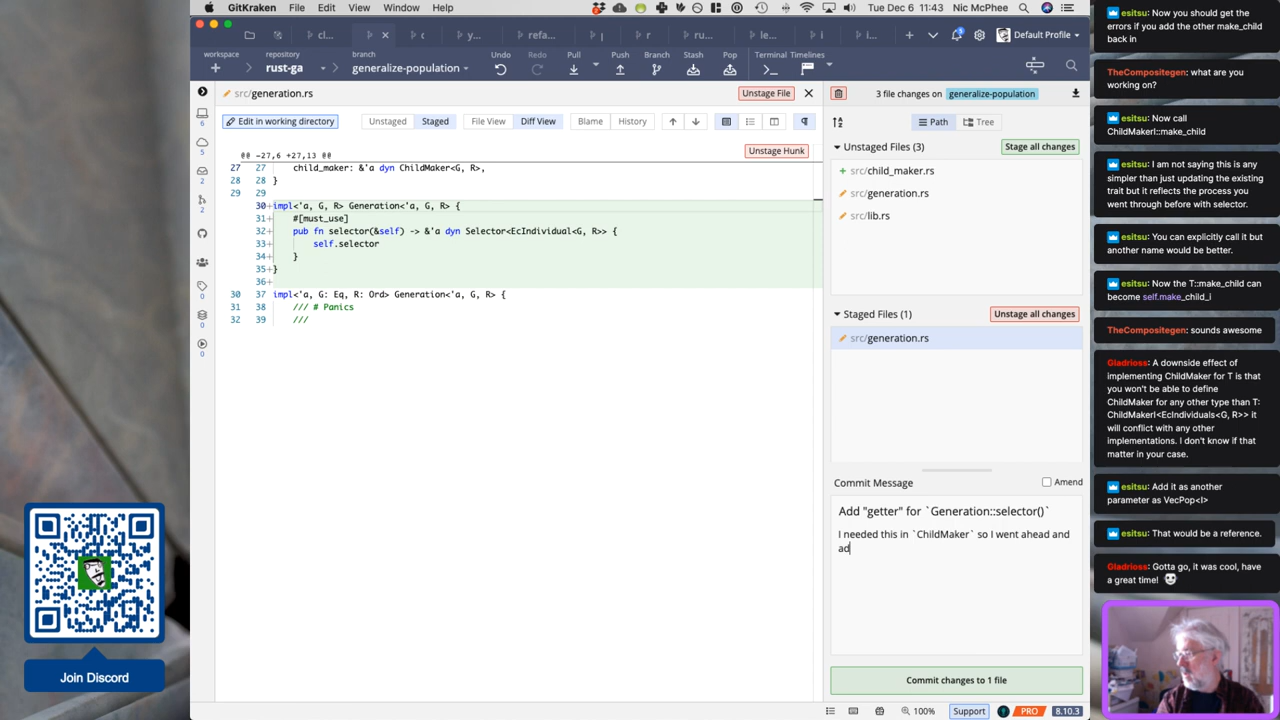 GitKraken File Edit View Window Help
Tue Dec 6 11:43 Nic McPhee
cl...
y...
refa...
ru...
le...
i...
Default Profile
workspace
repository
rust-ga
branch
generalize-population
Undo Redo Pull Push Branch Stash Pop Terminal Timelines
src/generation.rs
Unstage File
3 file changes on generalize-population
Edit in working directory
Unstaged Staged File View Diff View Blame History
Path Tree
@@ -27,6 +27,13 @@
Unstage Hunk
27 27 child_maker: &'a dyn ChildMaker<G, R>,
28 28 }
29 29
30+impl<'a, G, R> Generation<'a, G, R> {
31+ #[must_use]
32+ pub fn selector(&self) -> &'a dyn Selector<EcIndividual<G, R>> {
33+ self.selector
34+ }
35+}
36+
30 37 impl<'a, G: Eq, R: Ord> Generation<'a, G, R> {
31 38 /// # Panics
32 39 ///
6
5
2
2
0
0
0
Unstaged Files (3)
Stage all changes
src/child_maker.rs
src/generation.rs
src/lib.rs
Staged Files (1)
Unstage all changes
src/generation.rs
Commit Message
Amend
Add "getter" for `Generation::selector()`
I needed this in `ChildMaker` so I went ahead and
ad
Commit changes to 1 file
100% Support PRO 8.10.3
Join Discord
esitsu: Now you should get the
errors if you add the other make_child
back in
TheCompositegen: what are you
working on?
esitsu: Now call
ChildMakerI::make_child
esitsu: I am not saying this is any
simpler than just updating the existing
trait but it reflects the process you
went through before with selector.
esitsu: You can explicitly call it but
another name would be better.
esitsu: Now the T::make_child can
become self.make_child_i
TheCompositegen: sounds awesome
Gladrioss: A downside effect of
implementing ChildMaker for T is that
you won't be able to define
ChildMaker for any other type than T:
ChildMakerI<EcIndividuals<G, R>> it
will conflict with any other
implementations. I don't know if that
matter in your case.
esitsu: Add it as another
parameter as VecPop<I>
esitsu: That would be a reference.
Gladrioss: Gotta go, it was cool, have
a great time!